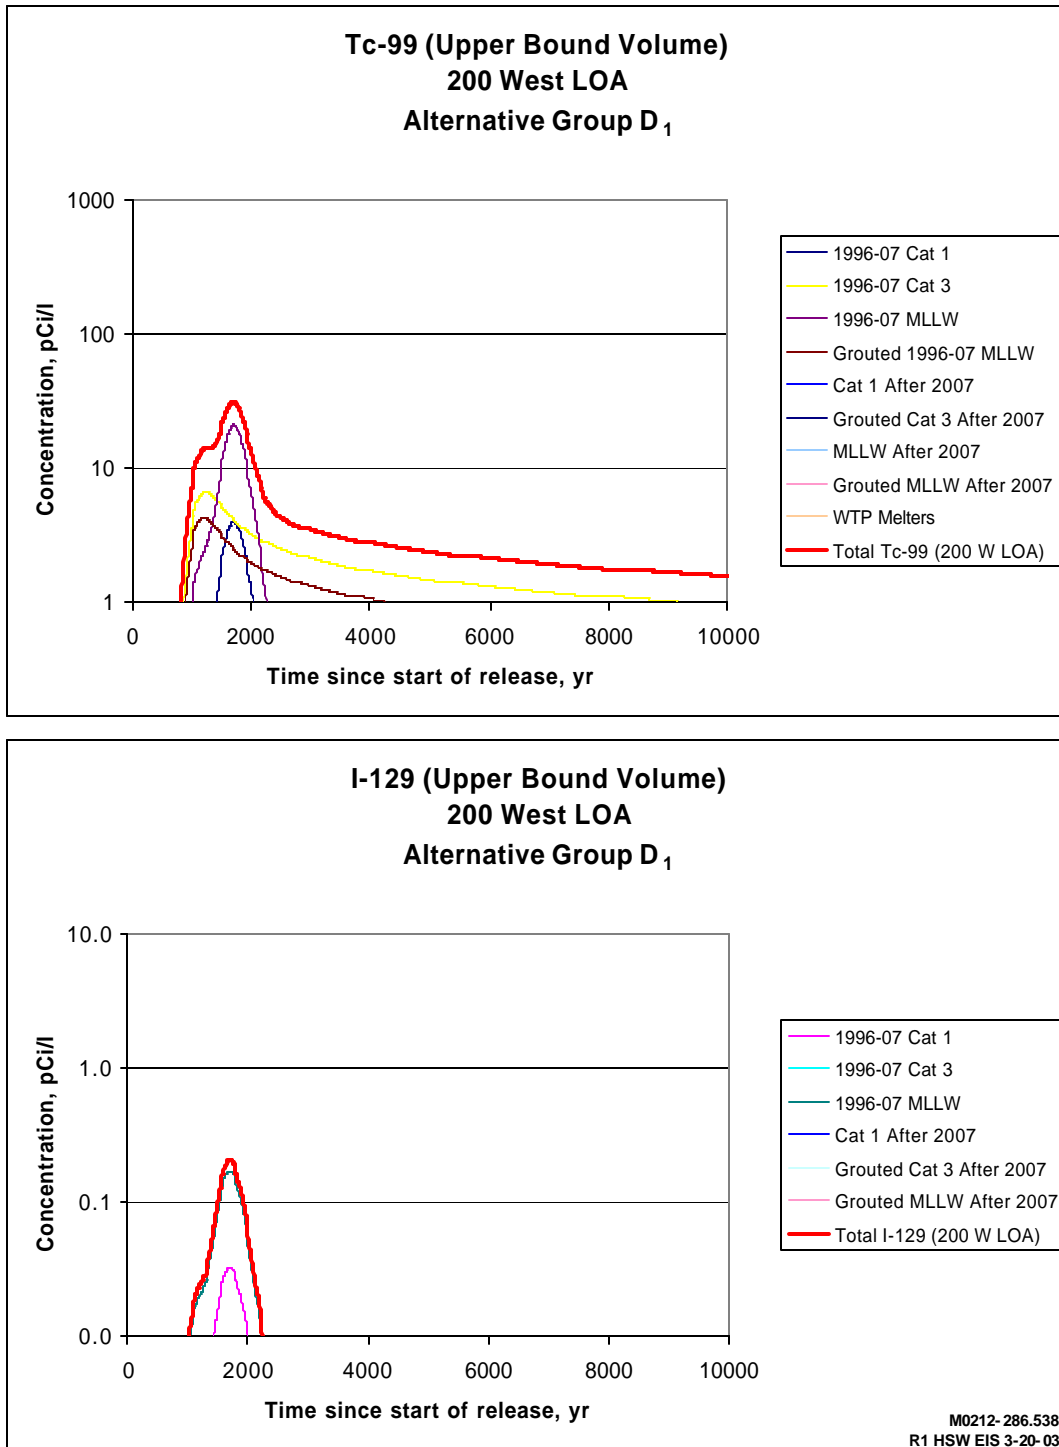 Tc-99 (Upper Bound Volume)
200 West LOA
Alternative Group D 1
1000
100
10
1
Concentration, pCi/l
0
2000
4000
6000
8000
10000
Time since start of release, yr
1996-07 Cat 1
1996-07 Cat 3
1996-07 MLLW
Grouted 1996-07 MLLW
Cat 1 After 2007
Grouted Cat 3 After 2007
MLLW After 2007
Grouted MLLW After 2007
WTP Melters
Total Tc-99 (200 W LOA)
I-129 (Upper Bound Volume)
200 West LOA
Alternative Group D 1
10.0
1.0
0.1
0.0
Concentration, pCi/l
0
2000
4000
6000
8000
10000
Time since start of release, yr
1996-07 Cat 1
1996-07 Cat 3
1996-07 MLLW
Cat 1 After 2007
Grouted Cat 3 After 2007
Grouted MLLW After 2007
Total I-129 (200 W LOA)
M0212-286.538
R1 HSW EIS 3-20-03